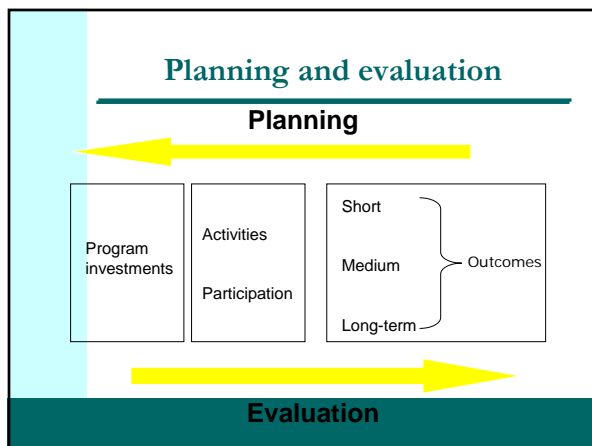 Planning and evaluation
Planning
Program
investments
Activities
Participation
Short
Medium
Long-term
Outcomes
Evaluation